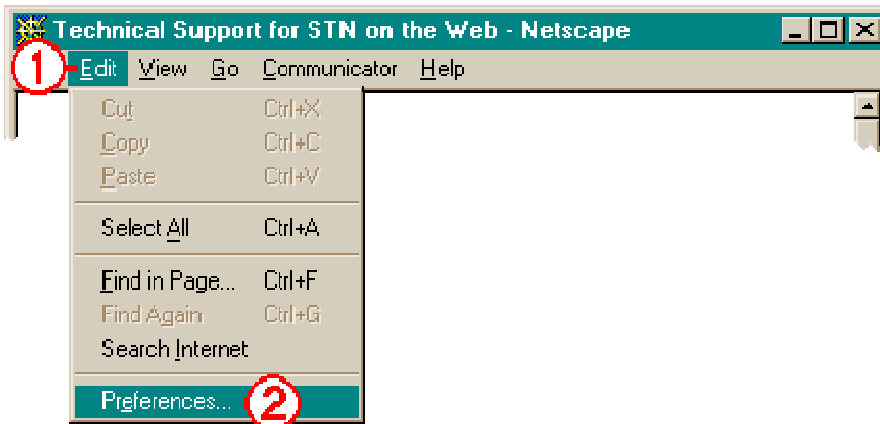 Technical Support for STN on the Web - Netscape
1 Edit View Go Communicator Help
Cut Ctrl+X
Copy Ctrl+C
Paste Ctrl+V
Select All Ctrl+A
Find in Page... Ctrl+F
Find Again Ctrl+G
Search Internet
Preferences... 2